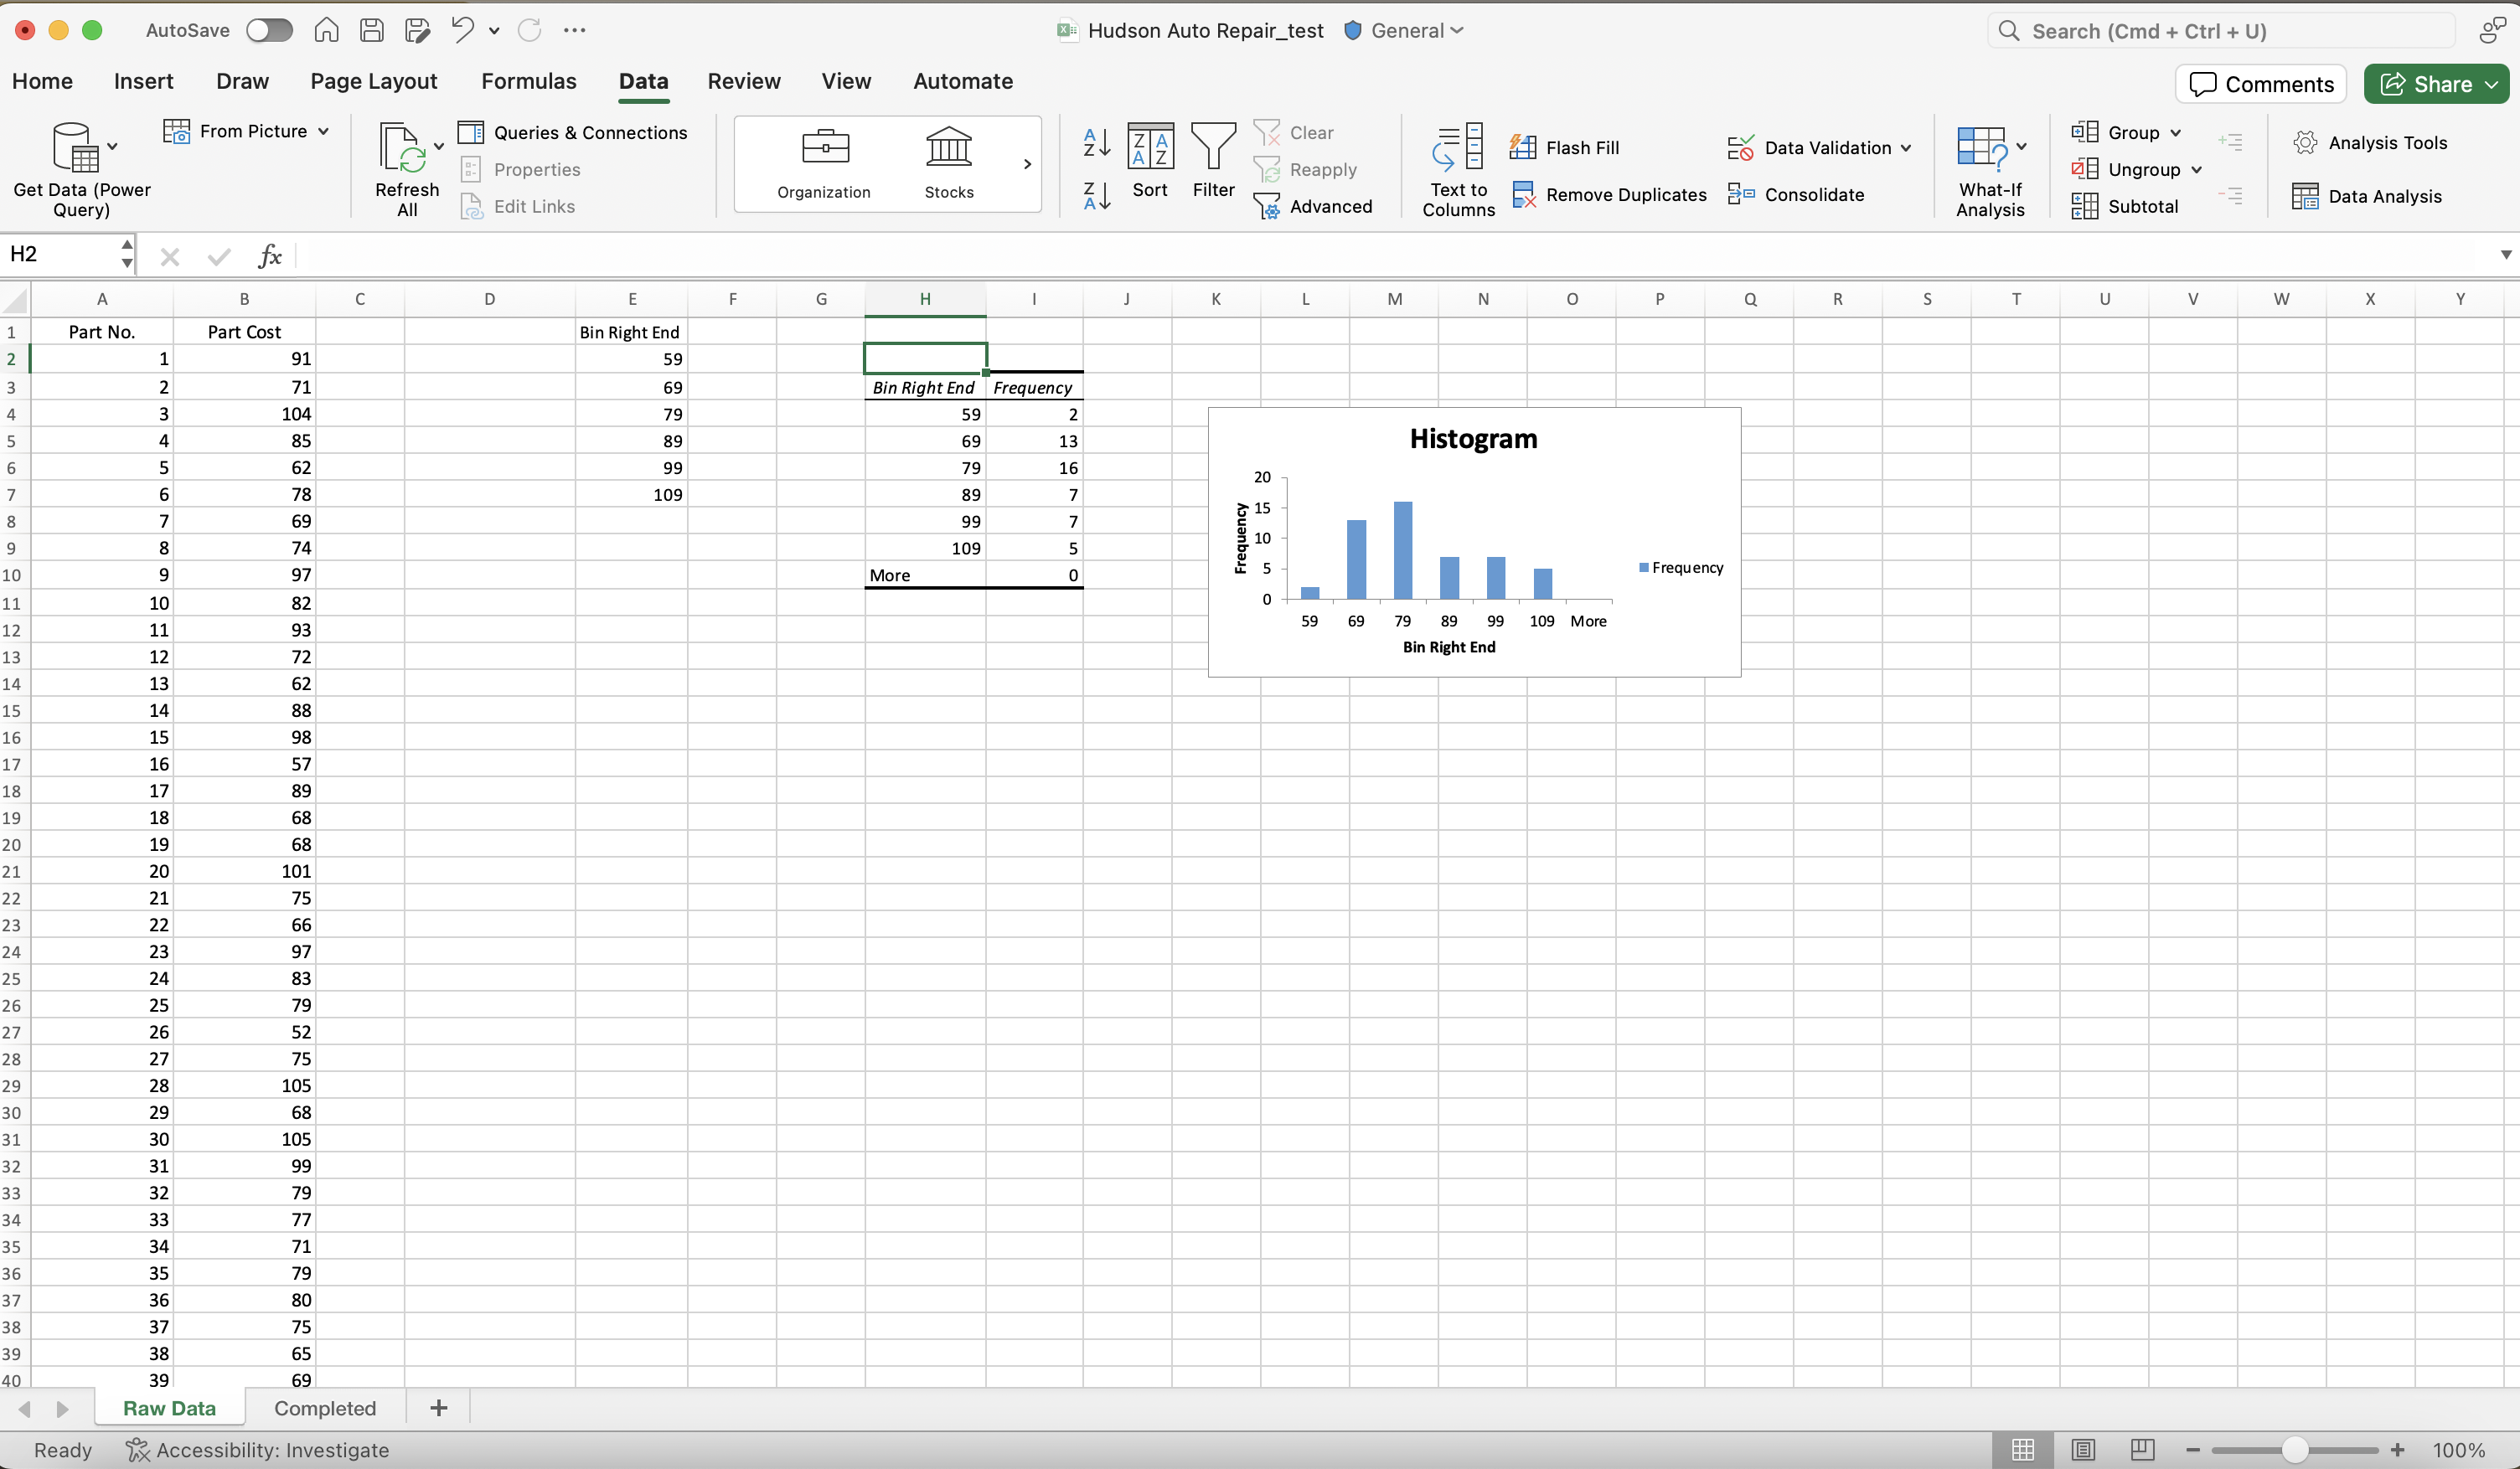 AutoSave
Hudson Auto Repair_test General
Search (Cmd + Ctrl + U)
Home Insert Draw Page Layout Formulas Data Review View Automate
Comments Share
Get Data (Power Query)
From Picture
Refresh All
Queries & Connections
Properties
Edit Links
Organization Stocks
Sort Filter
Clear
Reapply
Advanced
Text to Columns
Flash Fill
Remove Duplicates
Data Validation
Consolidate
What-If Analysis
Group
Ungroup
Subtotal
Analysis Tools
Data Analysis
H2 fx
A B C D E F G H I J K L M N O P Q R S T U V W X Y
1 Part No. Part Cost Bin Right End
2 1 91 59
3 2 71 69 Bin Right End Frequency
4 3 104 79 59 2
5 4 85 89 69 13
6 5 62 99 79 16
7 6 78 109 89 7
8 7 69 99 7
9 8 74 109 5
10 9 97 More 0
11 10 82
12 11 93
13 12 72
14 13 62
15 14 88
16 15 98
17 16 57
18 17 89
19 18 68
20 19 68
21 20 101
22 21 75
23 22 66
24 23 97
25 24 83
26 25 79
27 26 52
28 27 75
29 28 105
30 29 68
31 30 105
32 31 99
33 32 79
34 33 77
35 34 71
36 35 79
37 36 80
38 37 75
39 38 65
40 39 69
Histogram
Frequency
20
15
10
5
0
59 69 79 89 99 109 More
Bin Right End
Frequency
Raw Data Completed +
Ready Accessibility: Investigate 100%